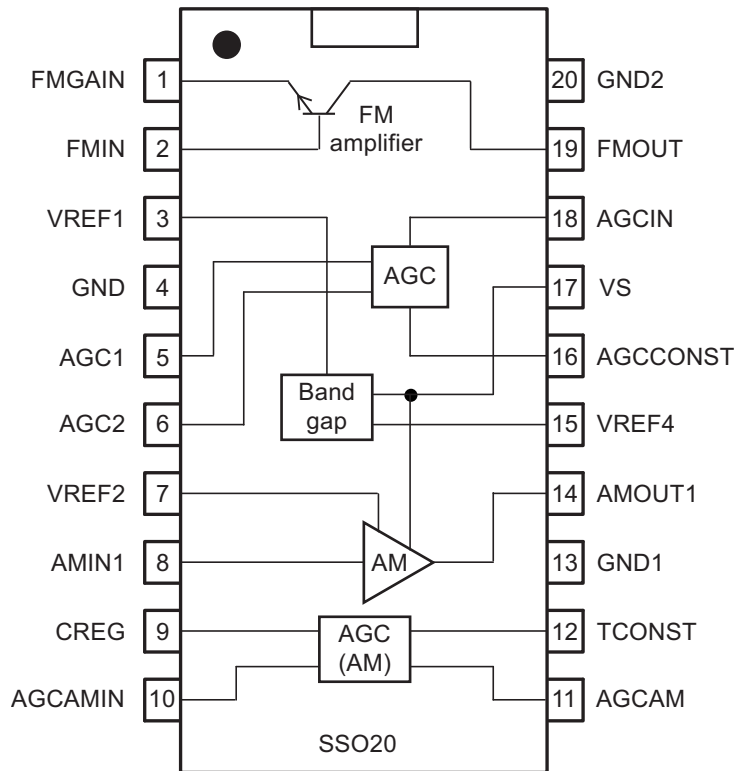 FMGAIN 1
FM
amplifier
20 GND2
FMIN 2
19 FMOUT
VREF1 3
18 AGCIN
GND 4
AGC
17 VS
AGC1 5
16 AGCCONST
AGC2 6
Band
gap
15 VREF4
VREF2 7
14 AMOUT1
AMIN1 8
AM
13 GND1
CREG 9
AGC
(AM)
12 TCONST
AGCAMIN 10
11 AGCAM
SSO20